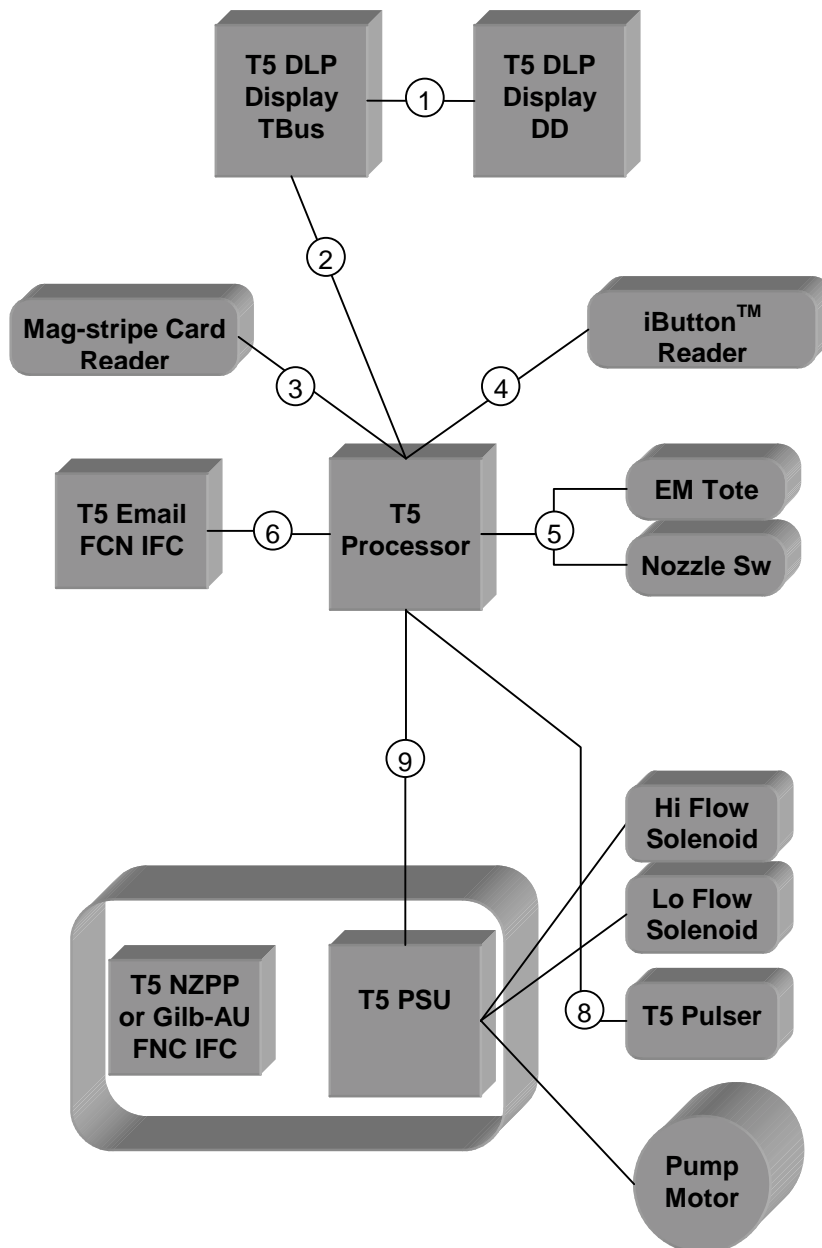 T5 DLP
Display
TBus
1
T5 DLP
Display
DD
2
Mag-stripe Card
Reader
3
4
iButton™
Reader
T5 Email
FCN IFC
6
T5
Processor
5
EM Tote
Nozzle Sw
9
Hi Flow
Solenoid
Lo Flow
Solenoid
T5 NZPP
or Gilb-AU
FNC IFC
T5 PSU
8
T5 Pulser
Pump
Motor